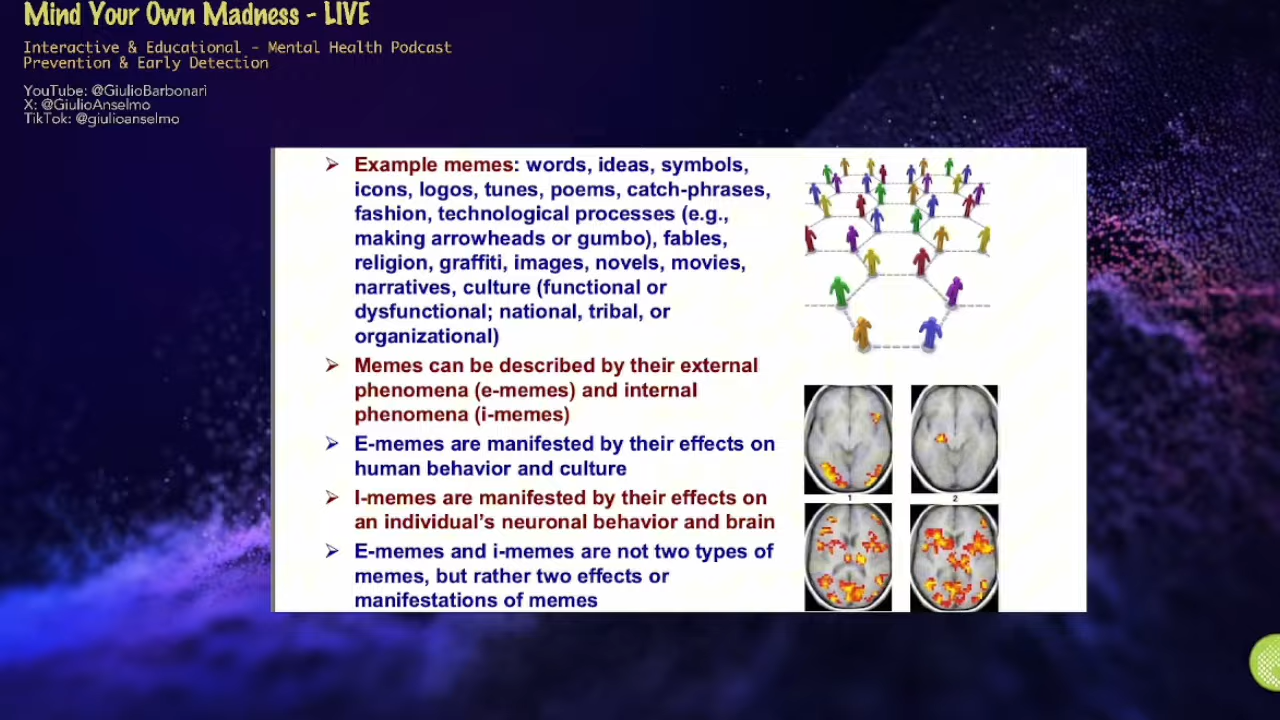 Mind Your Own Madness - LIVE
Interactive & Educational - Mental Health Podcast
Prevention & Early Detection
YouTube: @GiulioBarbonari
X: @GiulioAnselmo
TikTok: @giulioanselmo
➢ Example memes: words, ideas, symbols,
icons, logos, tunes, poems, catch-phrases,
fashion, technological processes (e.g.,
making arrowheads or gumbo), fables,
religion, graffiti, images, novels, movies,
narratives, culture (functional or
dysfunctional; national, tribal, or
organizational)
➢ Memes can be described by their external
phenomena (e-memes) and internal
phenomena (i-memes)
➢ E-memes are manifested by their effects on
human behavior and culture
➢ I-memes are manifested by their effects on
an individual's neuronal behavior and brain
➢ E-memes and i-memes are not two types of
memes, but rather two effects or
manifestations of memes
1
2